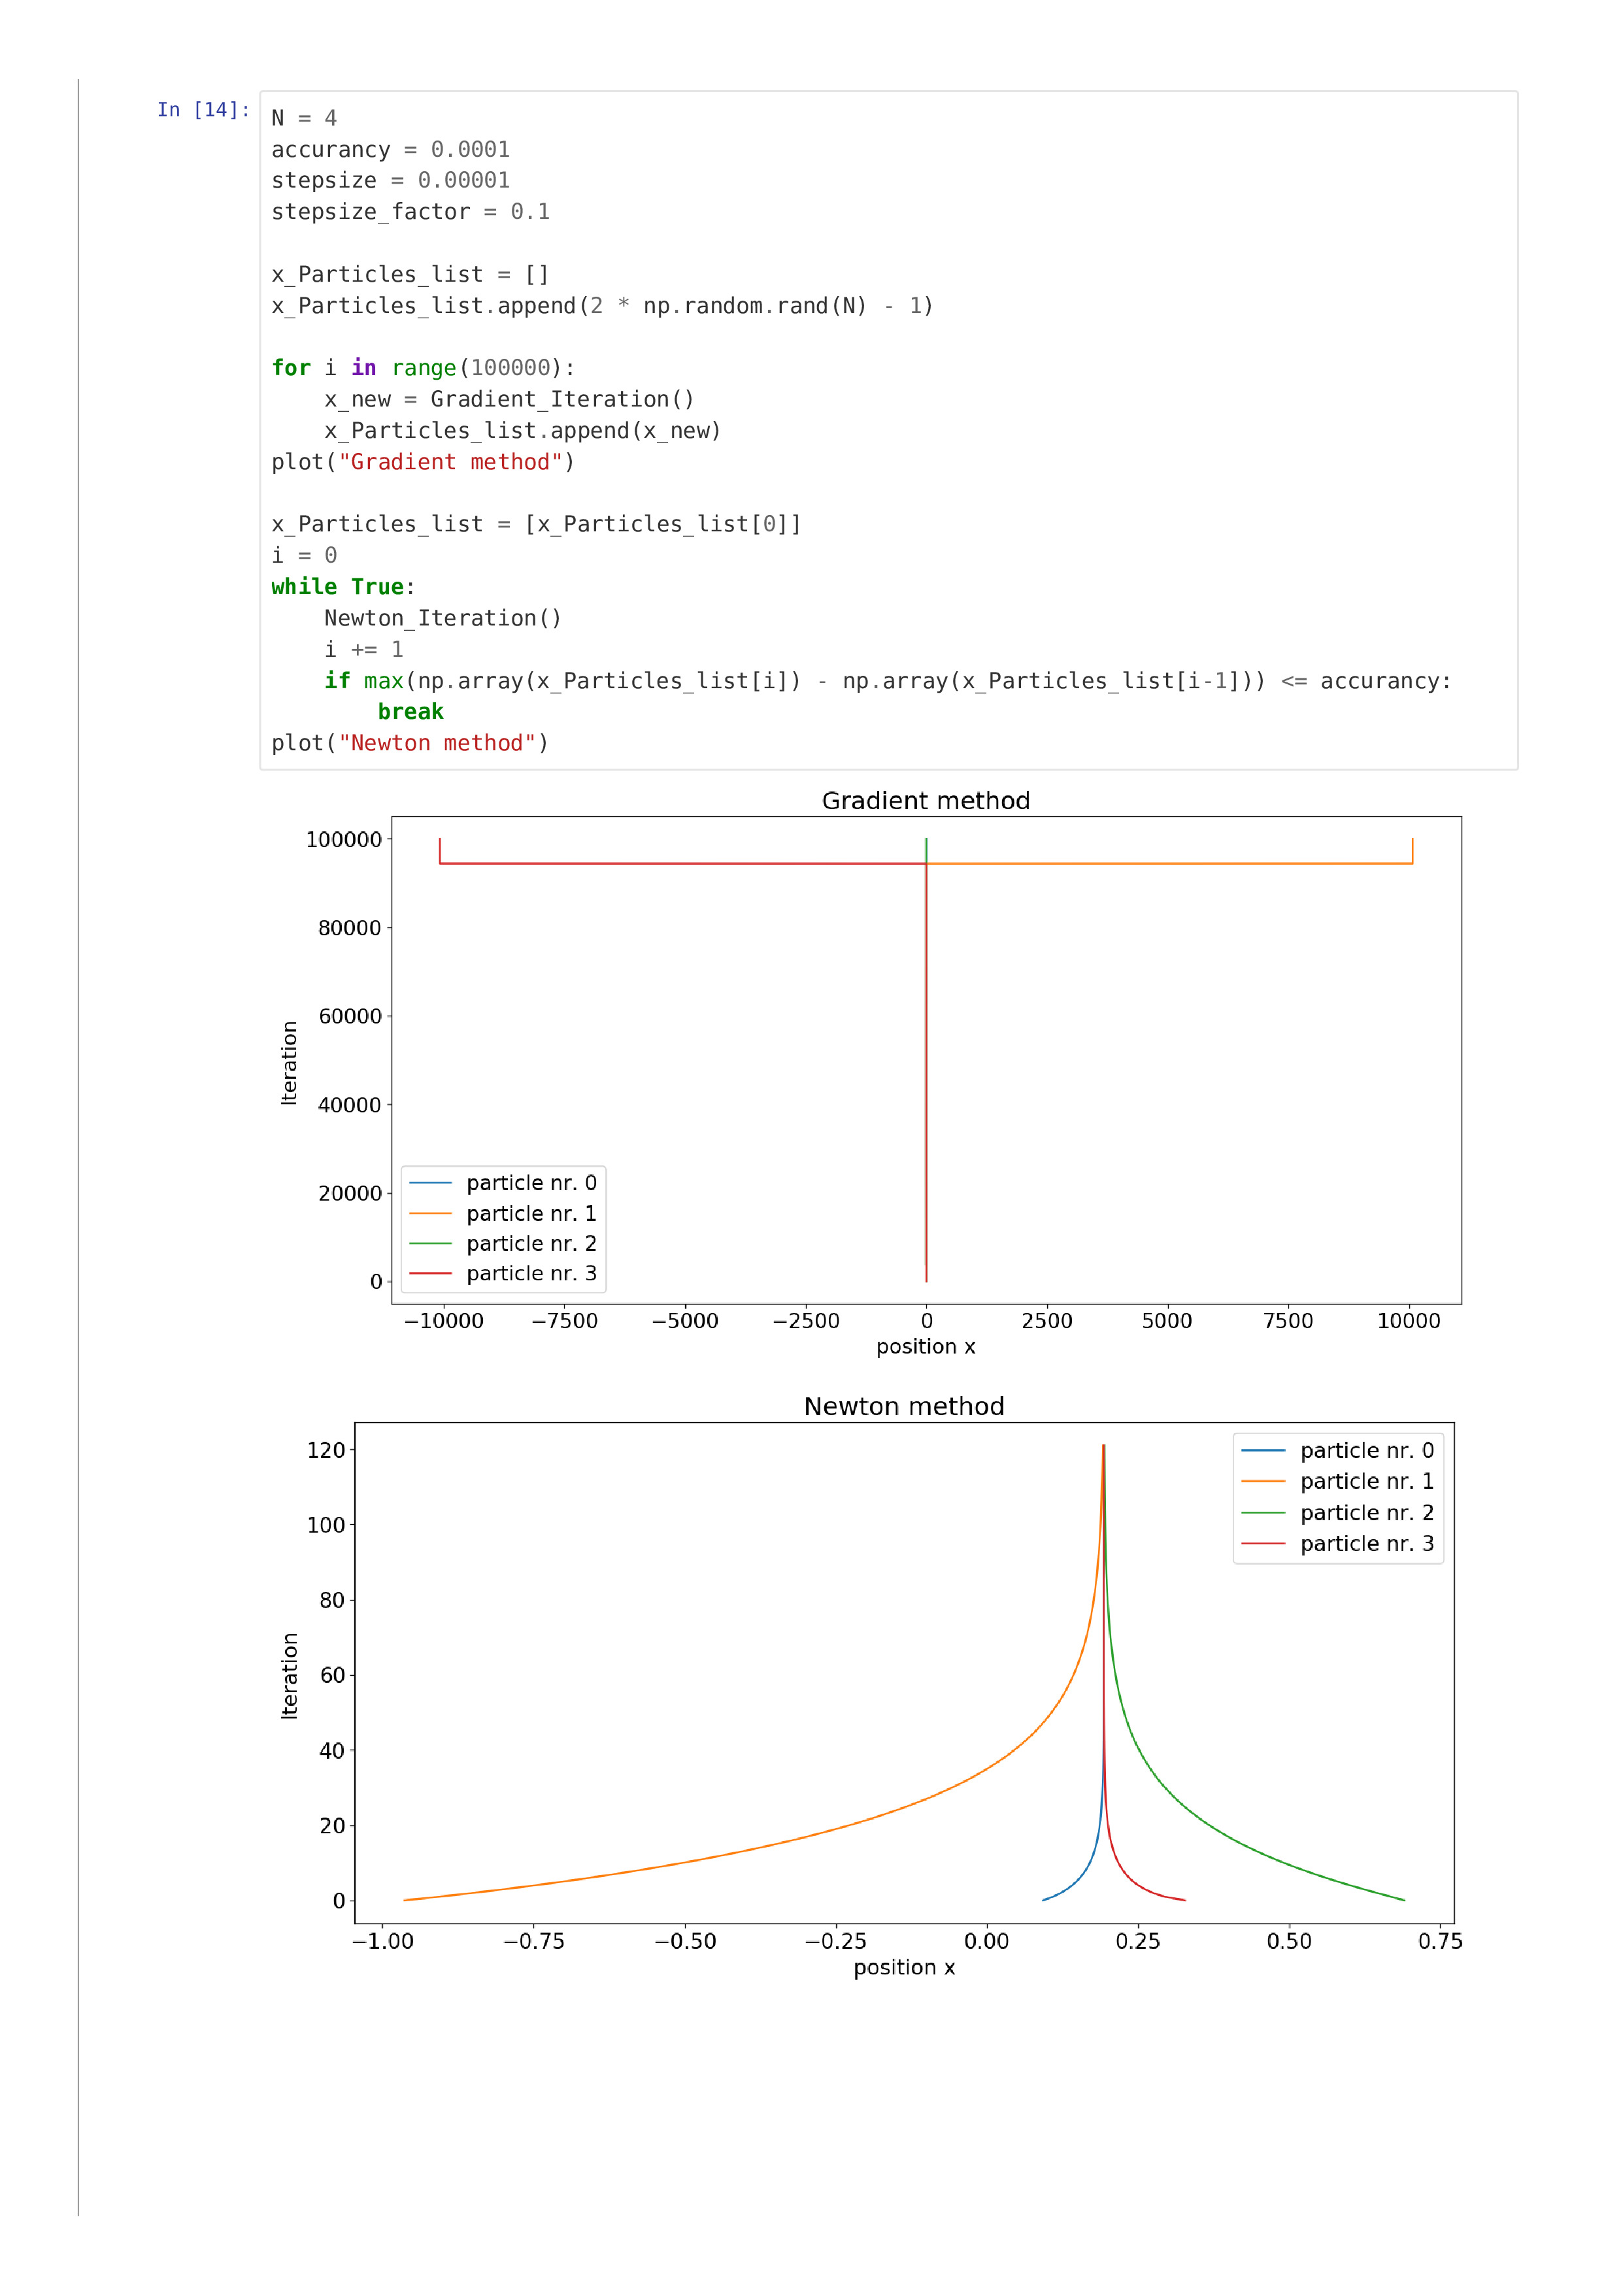 In [14]:
N = 4
accurancy = 0.0001
stepsize = 0.00001
stepsize_factor = 0.1
x_Particles_list = []
x_Particles_list.append(2 * np.random.rand(N) - 1)
for i in range(100000):
    x_new = Gradient_Iteration()
    x_Particles_list.append(x_new)
plot("Gradient method")
x_Particles_list = [x_Particles_list[0]]
i = 0
while True:
    Newton_Iteration()
    i += 1
    if max(np.array(x_Particles_list[i]) - np.array(x_Particles_list[i-1])) <= accurancy:
        break
plot("Newton method")
Gradient method
100000
80000
60000
40000
20000
0
Iteration
particle nr. 0
particle nr. 1
particle nr. 2
particle nr. 3
−10000 −7500 −5000 −2500 0 2500 5000 7500 10000
position x
Newton method
120
100
80
60
40
20
0
Iteration
particle nr. 0
particle nr. 1
particle nr. 2
particle nr. 3
−1.00 −0.75 −0.50 −0.25 0.00 0.25 0.50 0.75
position x